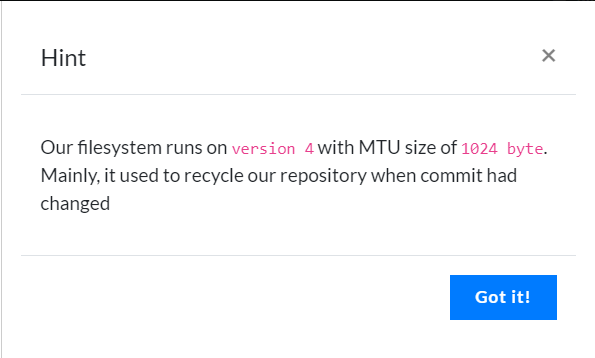 Hint
×
Our filesystem runs on version 4 with MTU size of 1024 byte.
Mainly, it used to recycle our repository when commit had
changed
Got it!